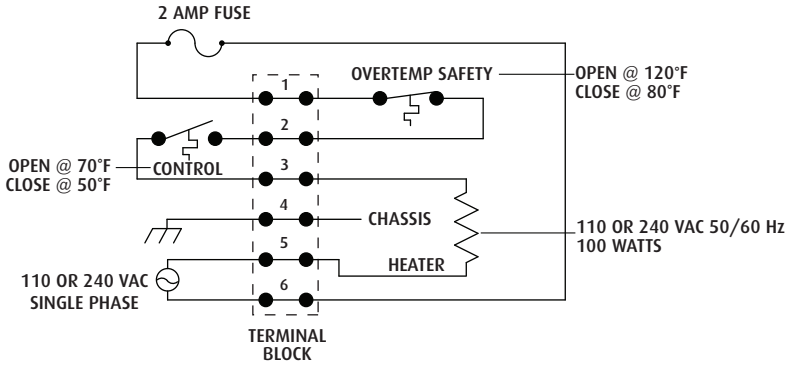 2 AMP FUSE
OVERTEMP SAFETY
OPEN @ 120°F
CLOSE @ 80°F
1
2
OPEN @ 70°F
CLOSE @ 50°F
CONTROL
3
4
CHASSIS
110 OR 240 VAC 50/60 Hz
100 WATTS
5
HEATER
110 OR 240 VAC
SINGLE PHASE
6
TERMINAL
BLOCK